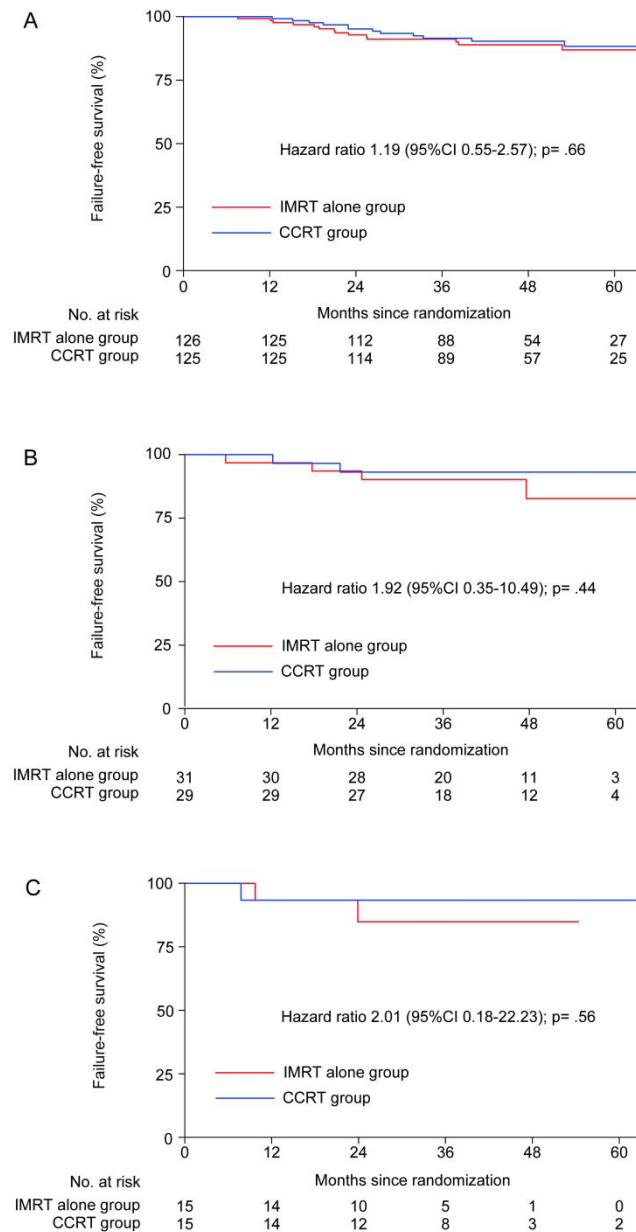 A
100
75
50
25
0
Failure-free survival (%)
Hazard ratio 1.19 (95%CI 0.55-2.57); p= .66
IMRT alone group
CCRT group
0 12 24 36 48 60
No. at risk Months since randomization
IMRT alone group 126 125 112 88 54 27
CCRT group 125 125 114 89 57 25
B
100
75
50
25
0
Failure-free survival (%)
Hazard ratio 1.92 (95%CI 0.35-10.49); p= .44
IMRT alone group
CCRT group
0 12 24 36 48 60
No. at risk Months since randomization
IMRT alone group 31 30 28 20 11 3
CCRT group 29 29 27 18 12 4
C
100
75
50
25
0
Failure-free survival (%)
Hazard ratio 2.01 (95%CI 0.18-22.23); p= .56
IMRT alone group
CCRT group
0 12 24 36 48 60
No. at risk Months since randomization
IMRT alone group 15 14 10 5 1 0
CCRT group 15 14 12 8 3 2